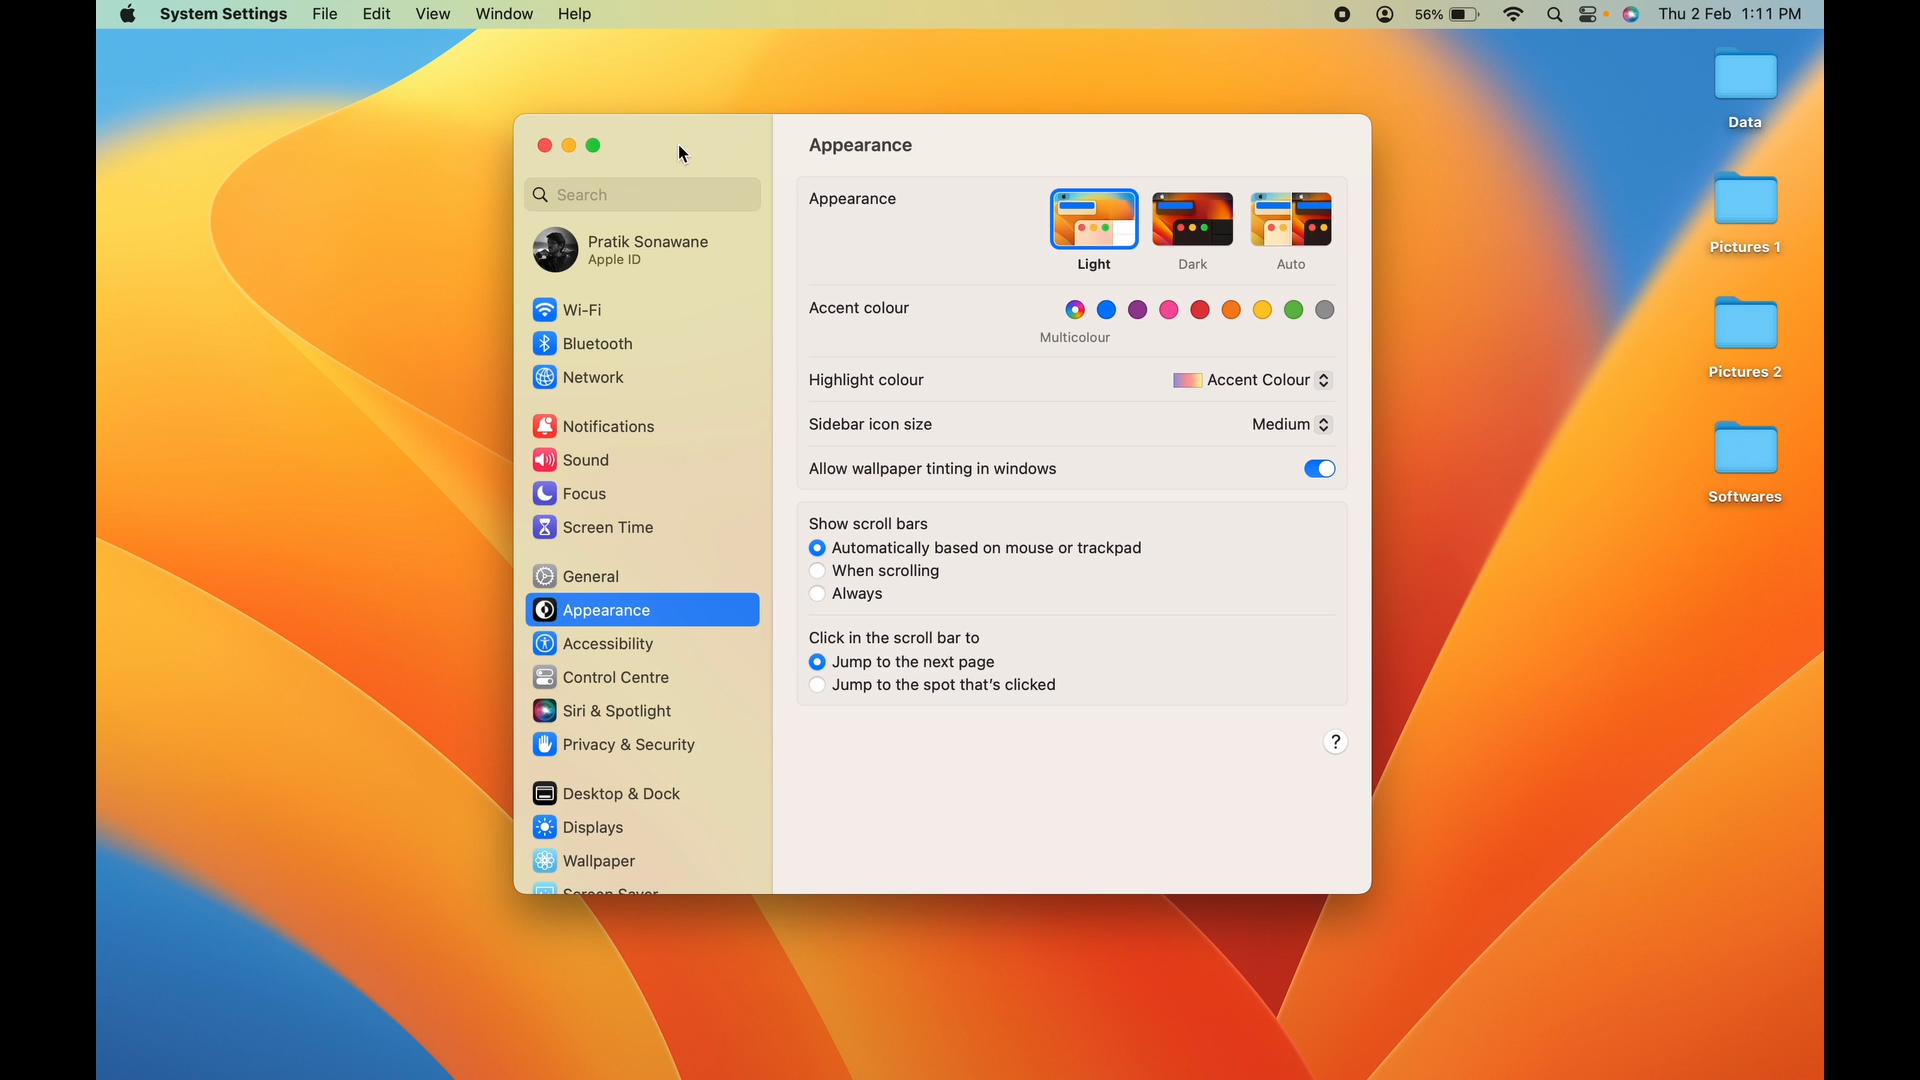 System Settings File Edit View Window Help 56% Thu 2 Feb 1:11 PM
Search
Pratik Sonawane
Apple ID
Wi-Fi
Bluetooth
Network
Notifications
Sound
Focus
Screen Time
General
Appearance
Accessibility
Control Centre
Siri & Spotlight
Privacy & Security
Desktop & Dock
Displays
Wallpaper
Screen Saver
Appearance
Appearance
Light Dark Auto
Accent colour
Multicolour
Highlight colour Accent Colour
Sidebar icon size Medium
Allow wallpaper tinting in windows
Show scroll bars
Automatically based on mouse or trackpad
When scrolling
Always
Click in the scroll bar to
Jump to the next page
Jump to the spot that's clicked
?
Data
Pictures 1
Pictures 2
Softwares